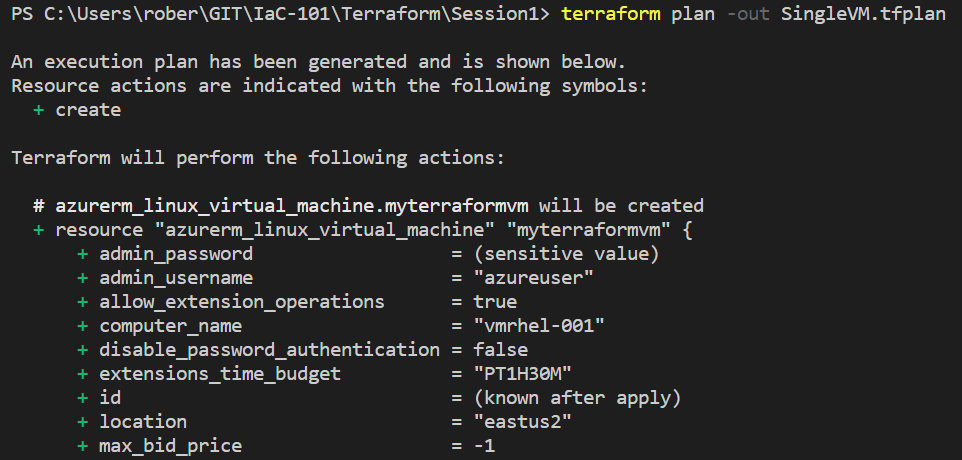 PS C:\Users\rober\GIT\IaC-101\Terraform\Session1> terraform plan -out SingleVM.tfplan
An execution plan has been generated and is shown below.
Resource actions are indicated with the following symbols:
  + create
Terraform will perform the following actions:
  # azurerm_linux_virtual_machine.myterraformvm will be created
  + resource "azurerm_linux_virtual_machine" "myterraformvm" {
      + admin_password                  = (sensitive value)
      + admin_username                  = "azureuser"
      + allow_extension_operations      = true
      + computer_name                   = "vmrhel-001"
      + disable_password_authentication = false
      + extensions_time_budget          = "PT1H30M"
      + id                              = (known after apply)
      + location                        = "eastus2"
      + max_bid_price                   = -1